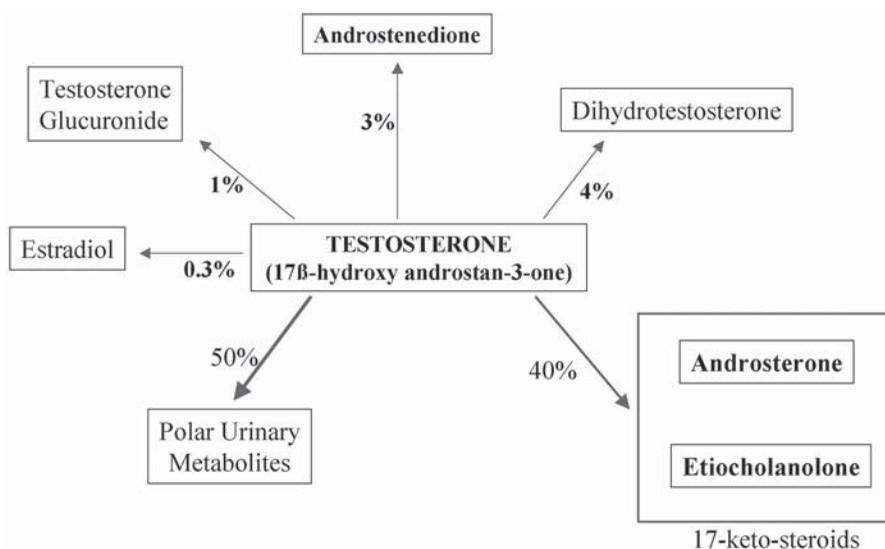 Androstenedione
Testosterone
Glucuronide
Dihydrotestosterone
3%
1%
4%
TESTOSTERONE
(17ß-hydroxy androstan-3-one)
Estradiol
0.3%
50%
40%
Androsterone
Polar Urinary
Metabolites
Etiocholanolone
17-keto-steroids